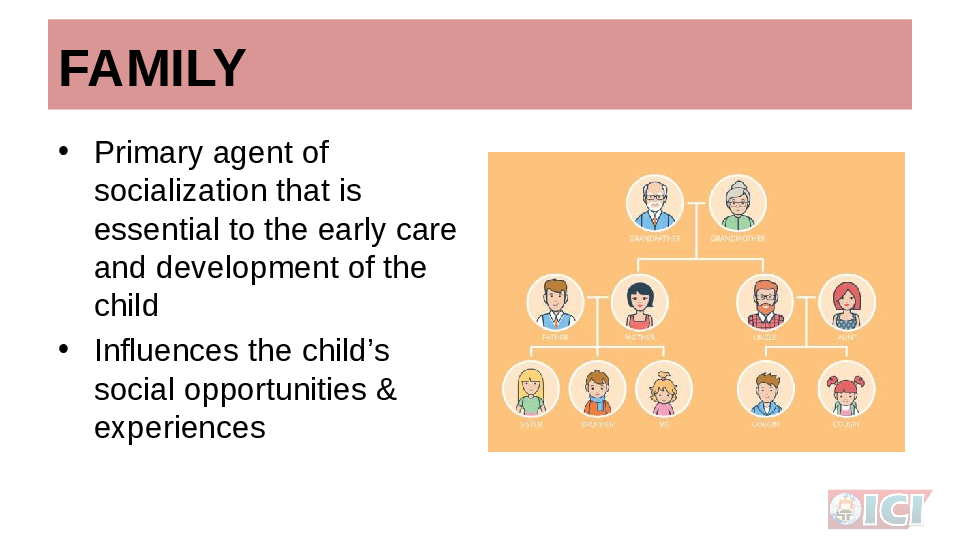 FAMILY
• Primary agent of
socialization that is
essential to the early care
and development of the
child
• Influences the child’s
social opportunities &
experiences
GRANDFATHER GRANDMOTHER
FATHER MOTHER UNCLE AUNT
SISTER BROTHER ME COUSIN COUSIN
ICI